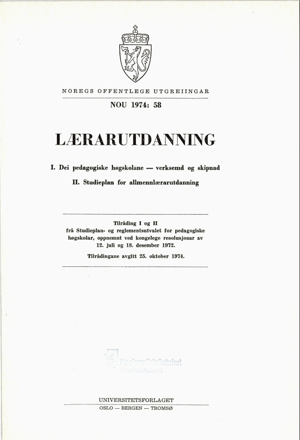 NOREGS OFFENTLEGE UTGREIINGAR
NOU 1974: 58
LÆRARUTDANNING
I. Dei pedagogiske høgskolane — verksemd og skipnad
II. Studieplan for allmennlærarutdanning
Tilråding I og II
frå Studieplan- og reglementsutvalet for pedagogiske
høgskolar, oppnemnt ved kongelege resolusjonar av
12. juli og 18. desember 1972.
Tilrådingane avgitt 25. oktober 1974.
UNIVERSITETSFORLAGET
OSLO — BERGEN — TROMSØ